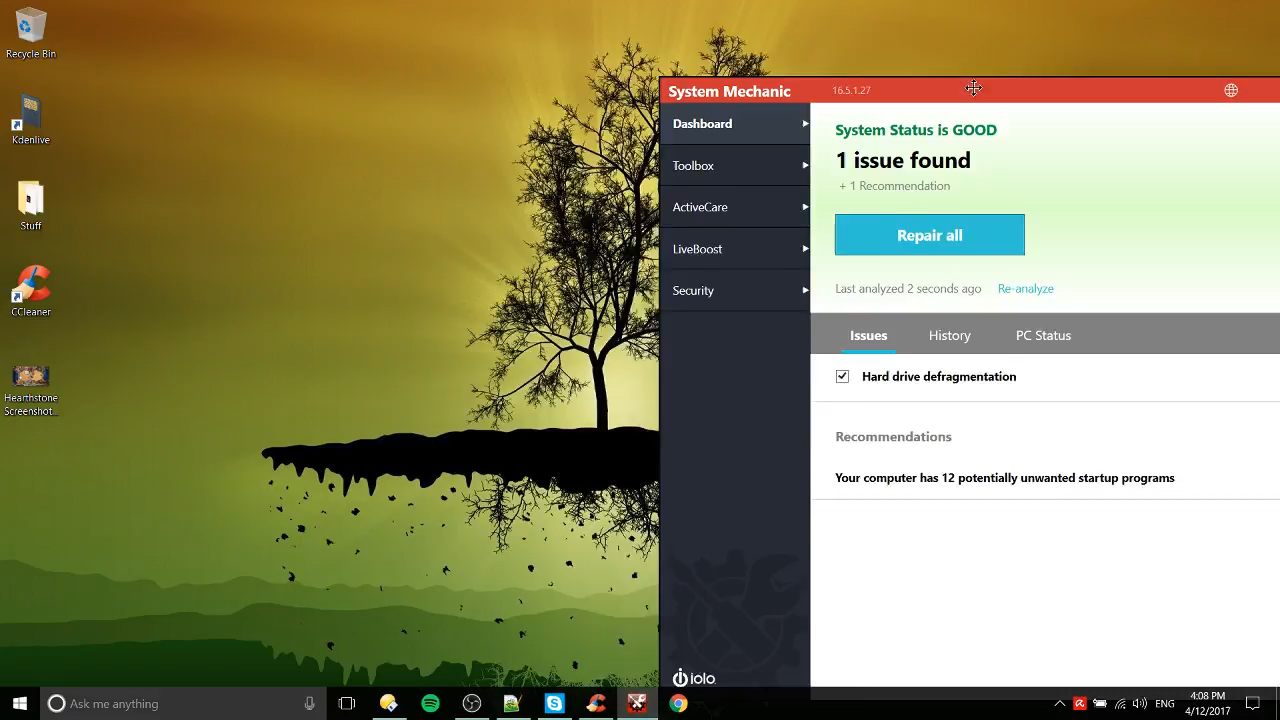 Recycle Bin
Kdenlive
Stuff
CCleaner
Hearthstone
Screenshot...
System Mechanic
16.5.1.27
Dashboard
Toolbox
ActiveCare
LiveBoost
Security
iolo
System Status is GOOD
1 issue found
+ 1 Recommendation
Repair all
Last analyzed 2 seconds ago Re-analyze
Issues History PC Status
Hard drive defragmentation
Recommendations
Your computer has 12 potentially unwanted startup programs
Ask me anything
ENG
4:08 PM
4/12/2017